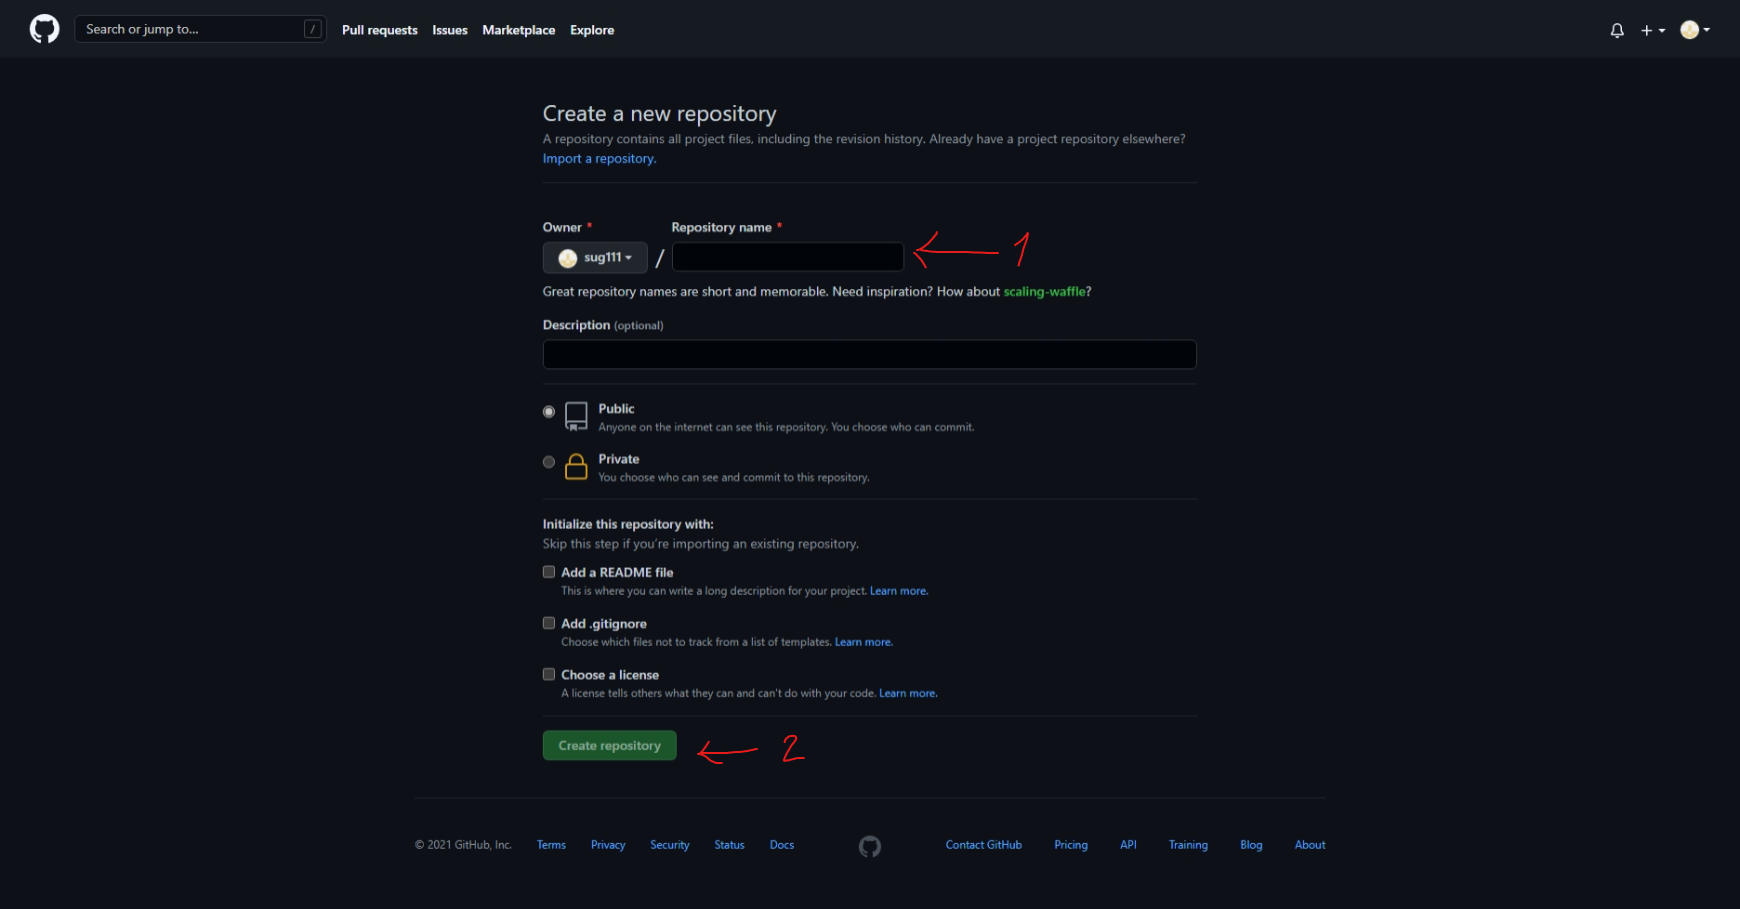 Search or jump to... /
Pull requests Issues Marketplace Explore
Create a new repository
A repository contains all project files, including the revision history. Already have a project repository elsewhere?
Import a repository.
Owner * Repository name *
sug111 / 1
Great repository names are short and memorable. Need inspiration? How about scaling-waffle?
Description (optional)
Public
Anyone on the internet can see this repository. You choose who can commit.
Private
You choose who can see and commit to this repository.
Initialize this repository with:
Skip this step if you're importing an existing repository.
Add a README file
This is where you can write a long description for your project. Learn more.
Add .gitignore
Choose which files not to track from a list of templates. Learn more.
Choose a license
A license tells others what they can and can't do with your code. Learn more.
Create repository 2
© 2021 GitHub, Inc. Terms Privacy Security Status Docs Contact GitHub Pricing API Training Blog About